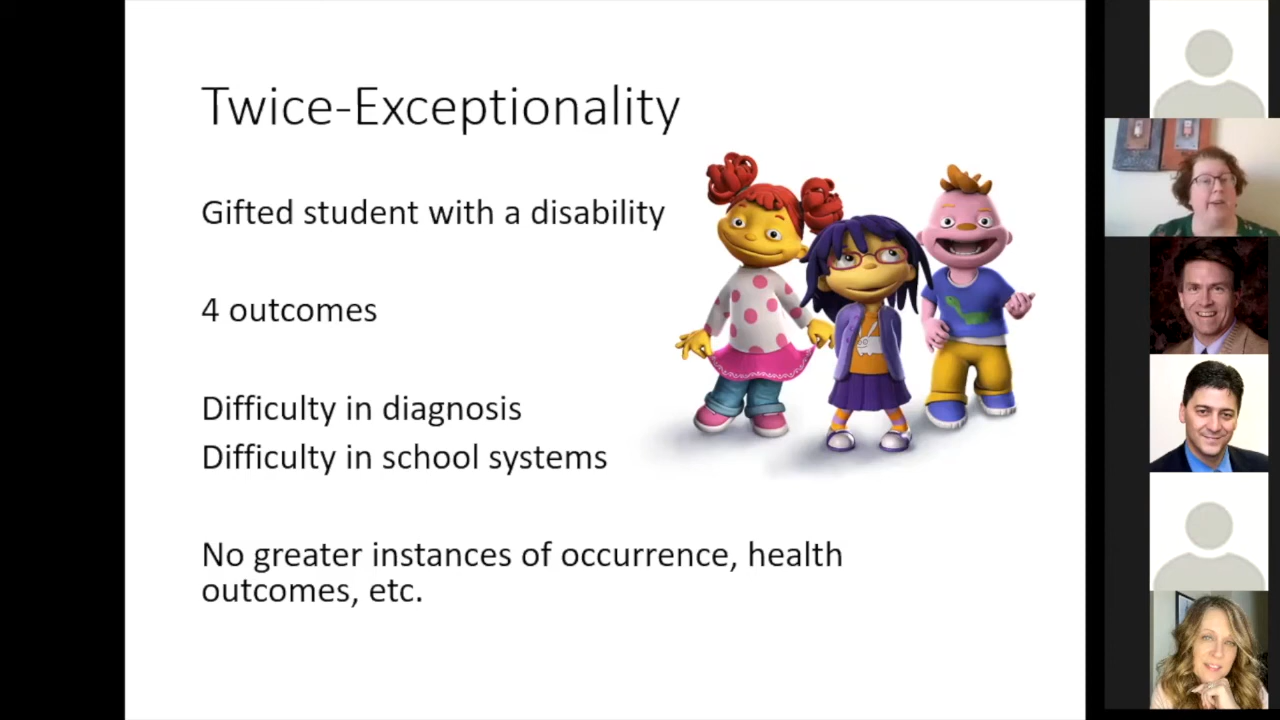 Twice-Exceptionality
Gifted student with a disability
4 outcomes
Difficulty in diagnosis
Difficulty in school systems
No greater instances of occurrence, health
outcomes, etc.